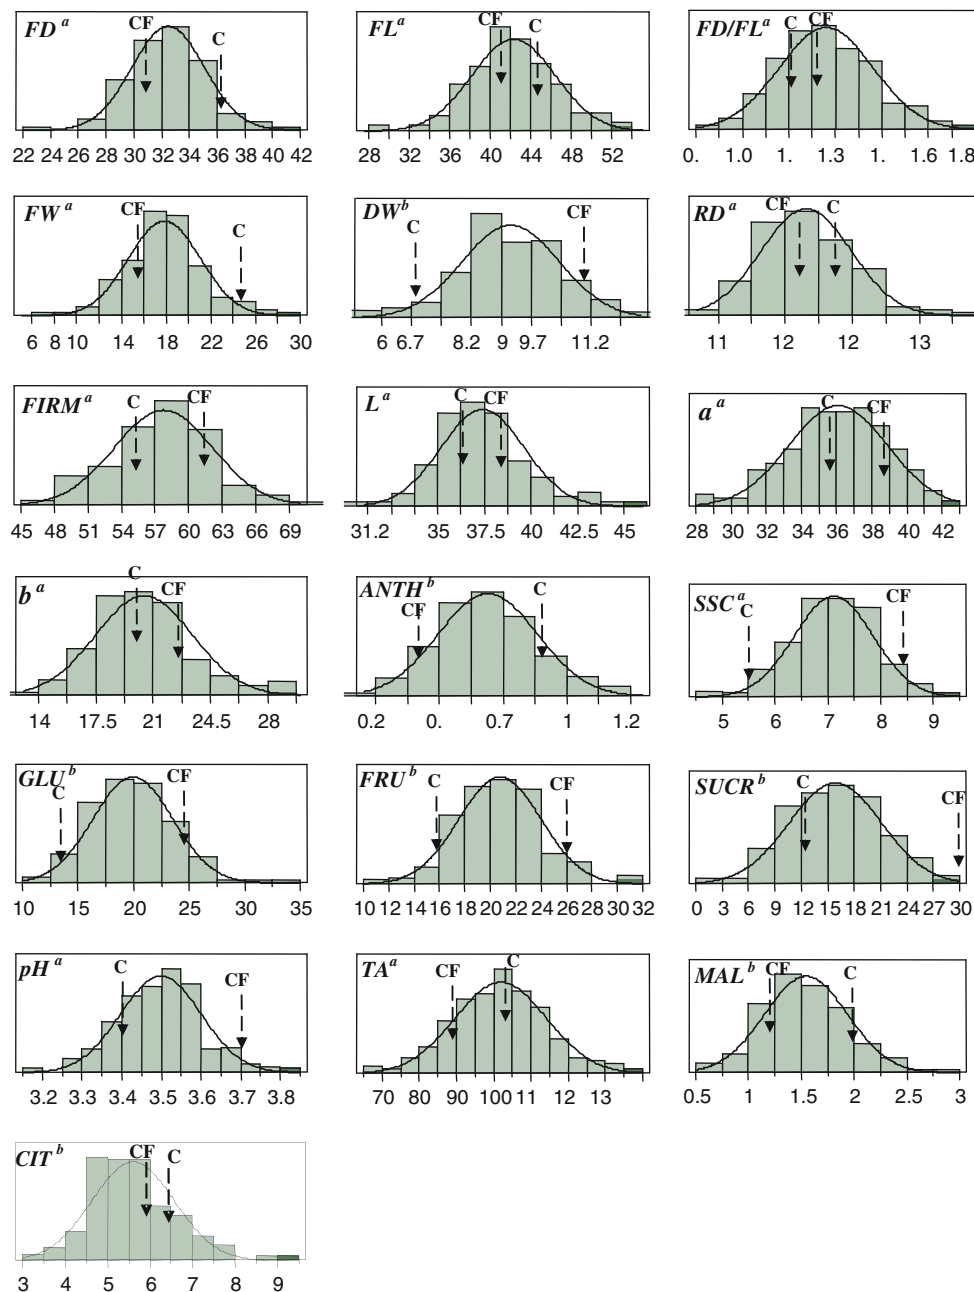 FD a CF C
22 24 26 28 30 32 34 36 38 40 42
FL a CF C
28 32 36 40 44 48 52
FD/FL a C CF
0. 1.0 1. 1.3 1. 1.6 1.8
FW a CF C
6 8 10 14 18 22 26 30
DW b C CF
6 6.7 8.2 9 9.7 11.2
RD a CF C
11 12 12 13
FIRM a C CF
45 48 51 55 57 60 63 66 69
L a C CF
31.2 35 37.5 40 42.5 45
a a C CF
28 30 32 34 36 38 40 42
b a C CF
14 17.5 21 24.5 28
ANTH b CF C
0.2 0. 0.7 1 1.2
SSC a C CF
5 6 7 8 9
GLU b C CF
10 15 20 25 30 35
FRU b C CF
10 12 14 16 18 20 22 24 26 28 30 32
SUCR b C CF
0 3 6 9 12 15 18 21 24 27 30
pH a C CF
3.2 3.3 3.4 3.5 3.6 3.7 3.8
TA a CF C
70 80 90 100 11 12 13
MAL b CF C
0.5 1 1.5 2 2.5 3
CIT b CF C
3 4 5 6 7 8 9